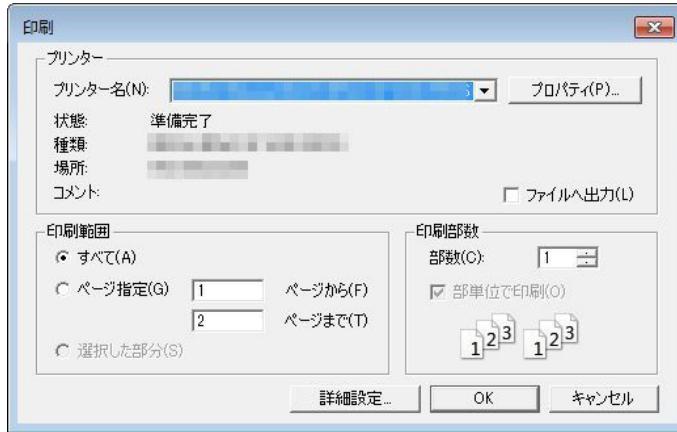 印刷
プリンター
プリンター名(N):
プロパティ(P)...
状態: 準備完了
種類:
場所:
コメント:
ファイルへ出力(L)
印刷範囲
すべて(A)
ページ指定(G) 1 ページから(F)
2 ページまで(T)
選択した部分(S)
印刷部数
部数(C): 1
部単位で印刷(O)
1 2 3 1 2 3
詳細設定... OK キャンセル